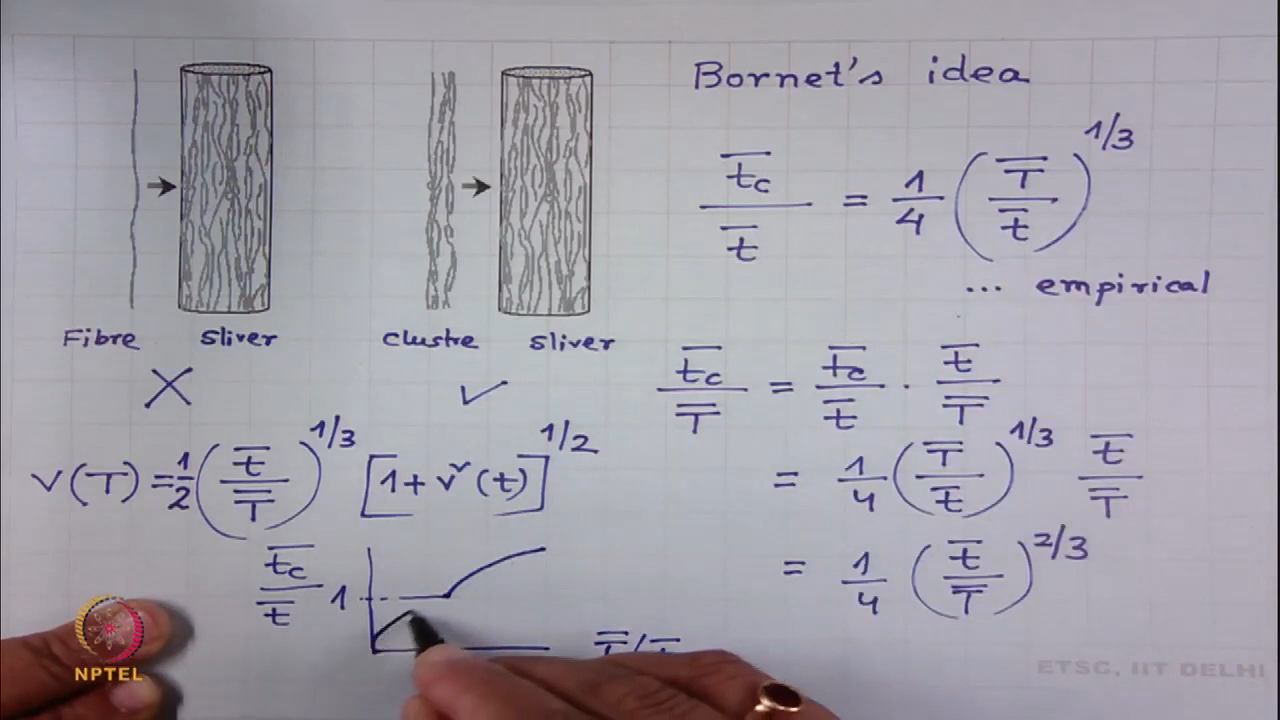 Bornet's idea
t̄c / t̄ = 1/4 (T̄ / t̄)^1/3
... empirical
Fibre sliver
clustre sliver
t̄c / T̄ = t̄c / t̄ . t̄ / T̄
= 1/4 (T̄ / t̄)^1/3 t̄ / T̄
= 1/4 (t̄ / T̄)^2/3
v(T) = 1/2 (t̄ / T̄)^1/3 [1 + v²(t)]^1/2
t̄c / t̄ 1
NPTEL
ETSC, IIT DELHI